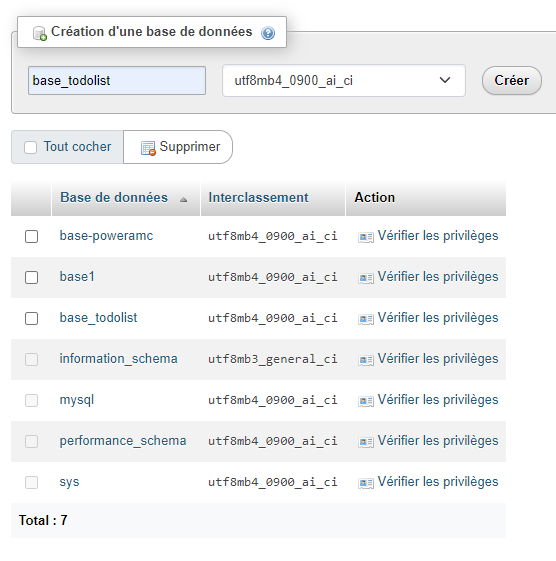 Création d'une base de données
base_todolist utf8mb4_0900_ai_ci Créer
Tout cocher Supprimer
Base de données Interclassement Action
base-poweramc utf8mb4_0900_ai_ci Vérifier les privilèges
base1 utf8mb4_0900_ai_ci Vérifier les privilèges
base_todolist utf8mb4_0900_ai_ci Vérifier les privilèges
information_schema utf8mb3_general_ci Vérifier les privilèges
mysql utf8mb4_0900_ai_ci Vérifier les privilèges
performance_schema utf8mb4_0900_ai_ci Vérifier les privilèges
sys utf8mb4_0900_ai_ci Vérifier les privilèges
Total : 7